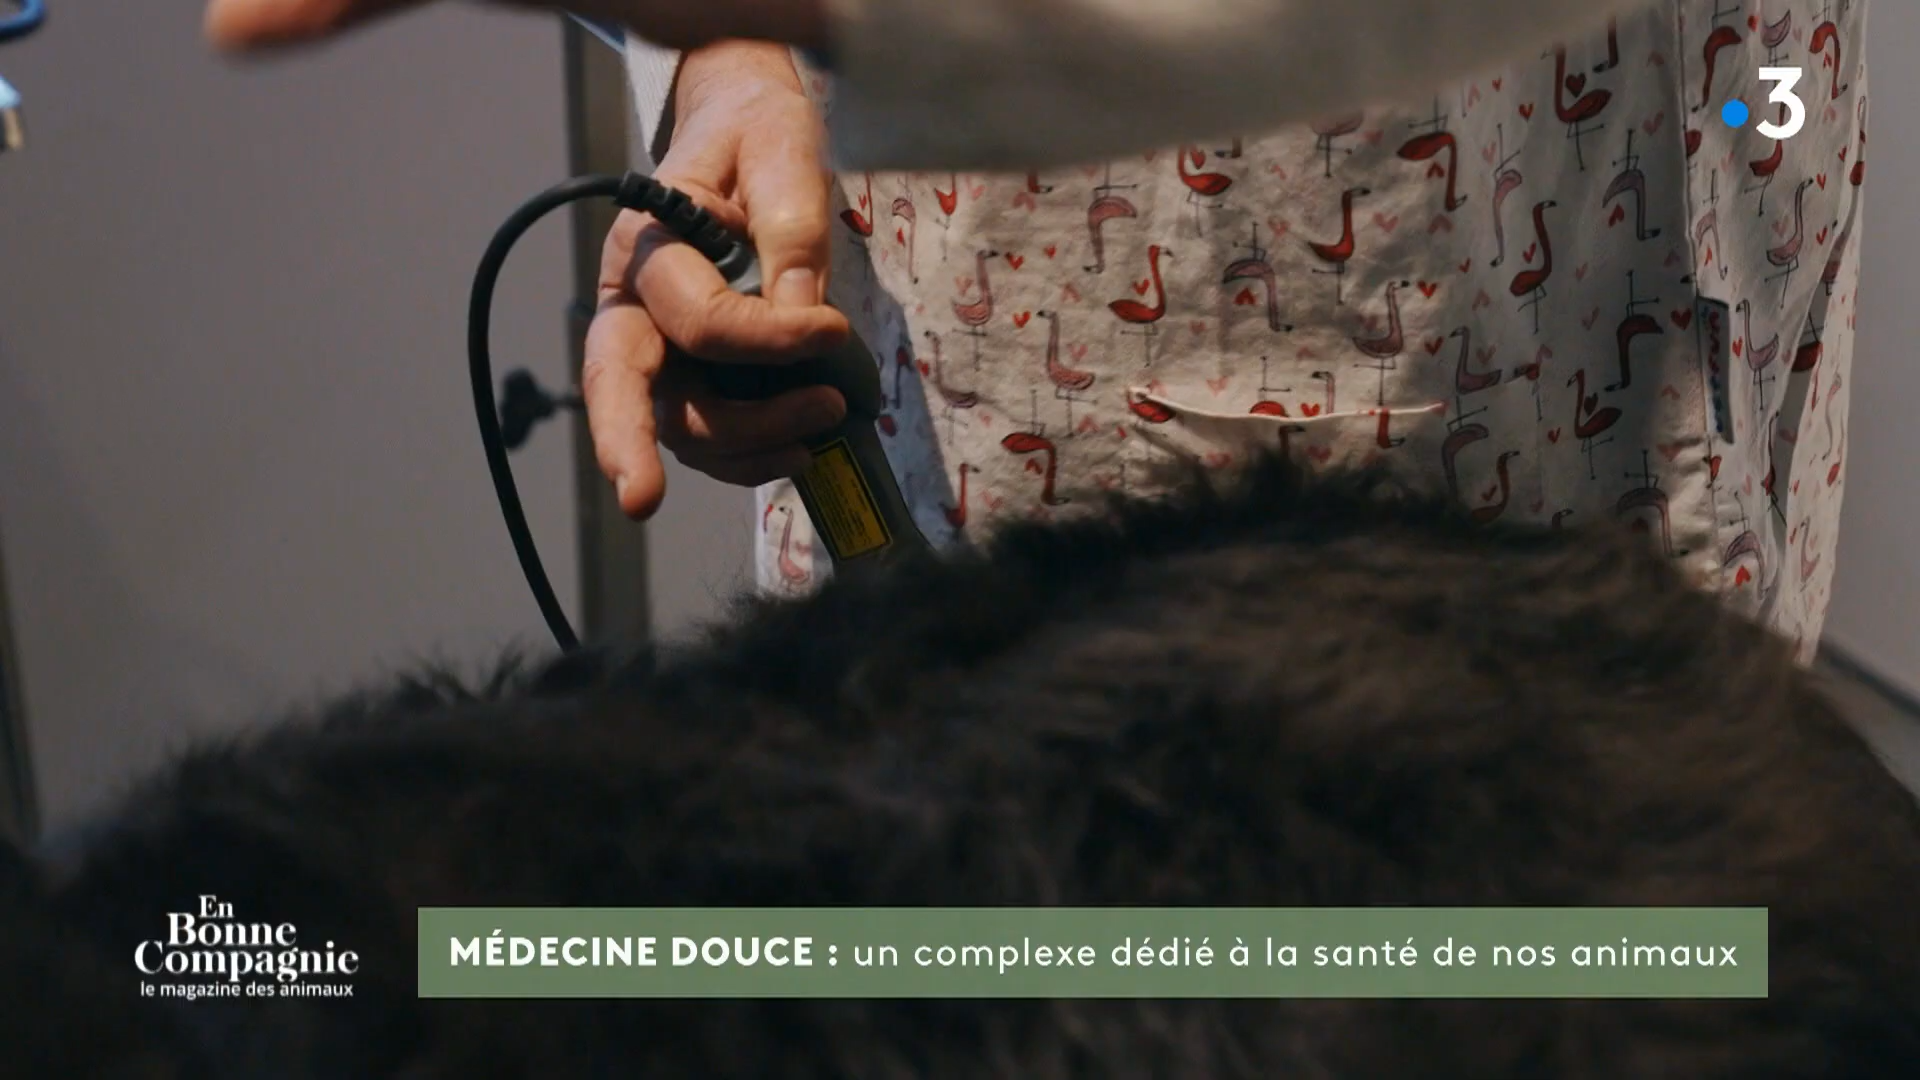 3
En
Bonne
Compagnie
le magazine des animaux
MÉDECINE DOUCE : un complexe dédié à la santé de nos animaux